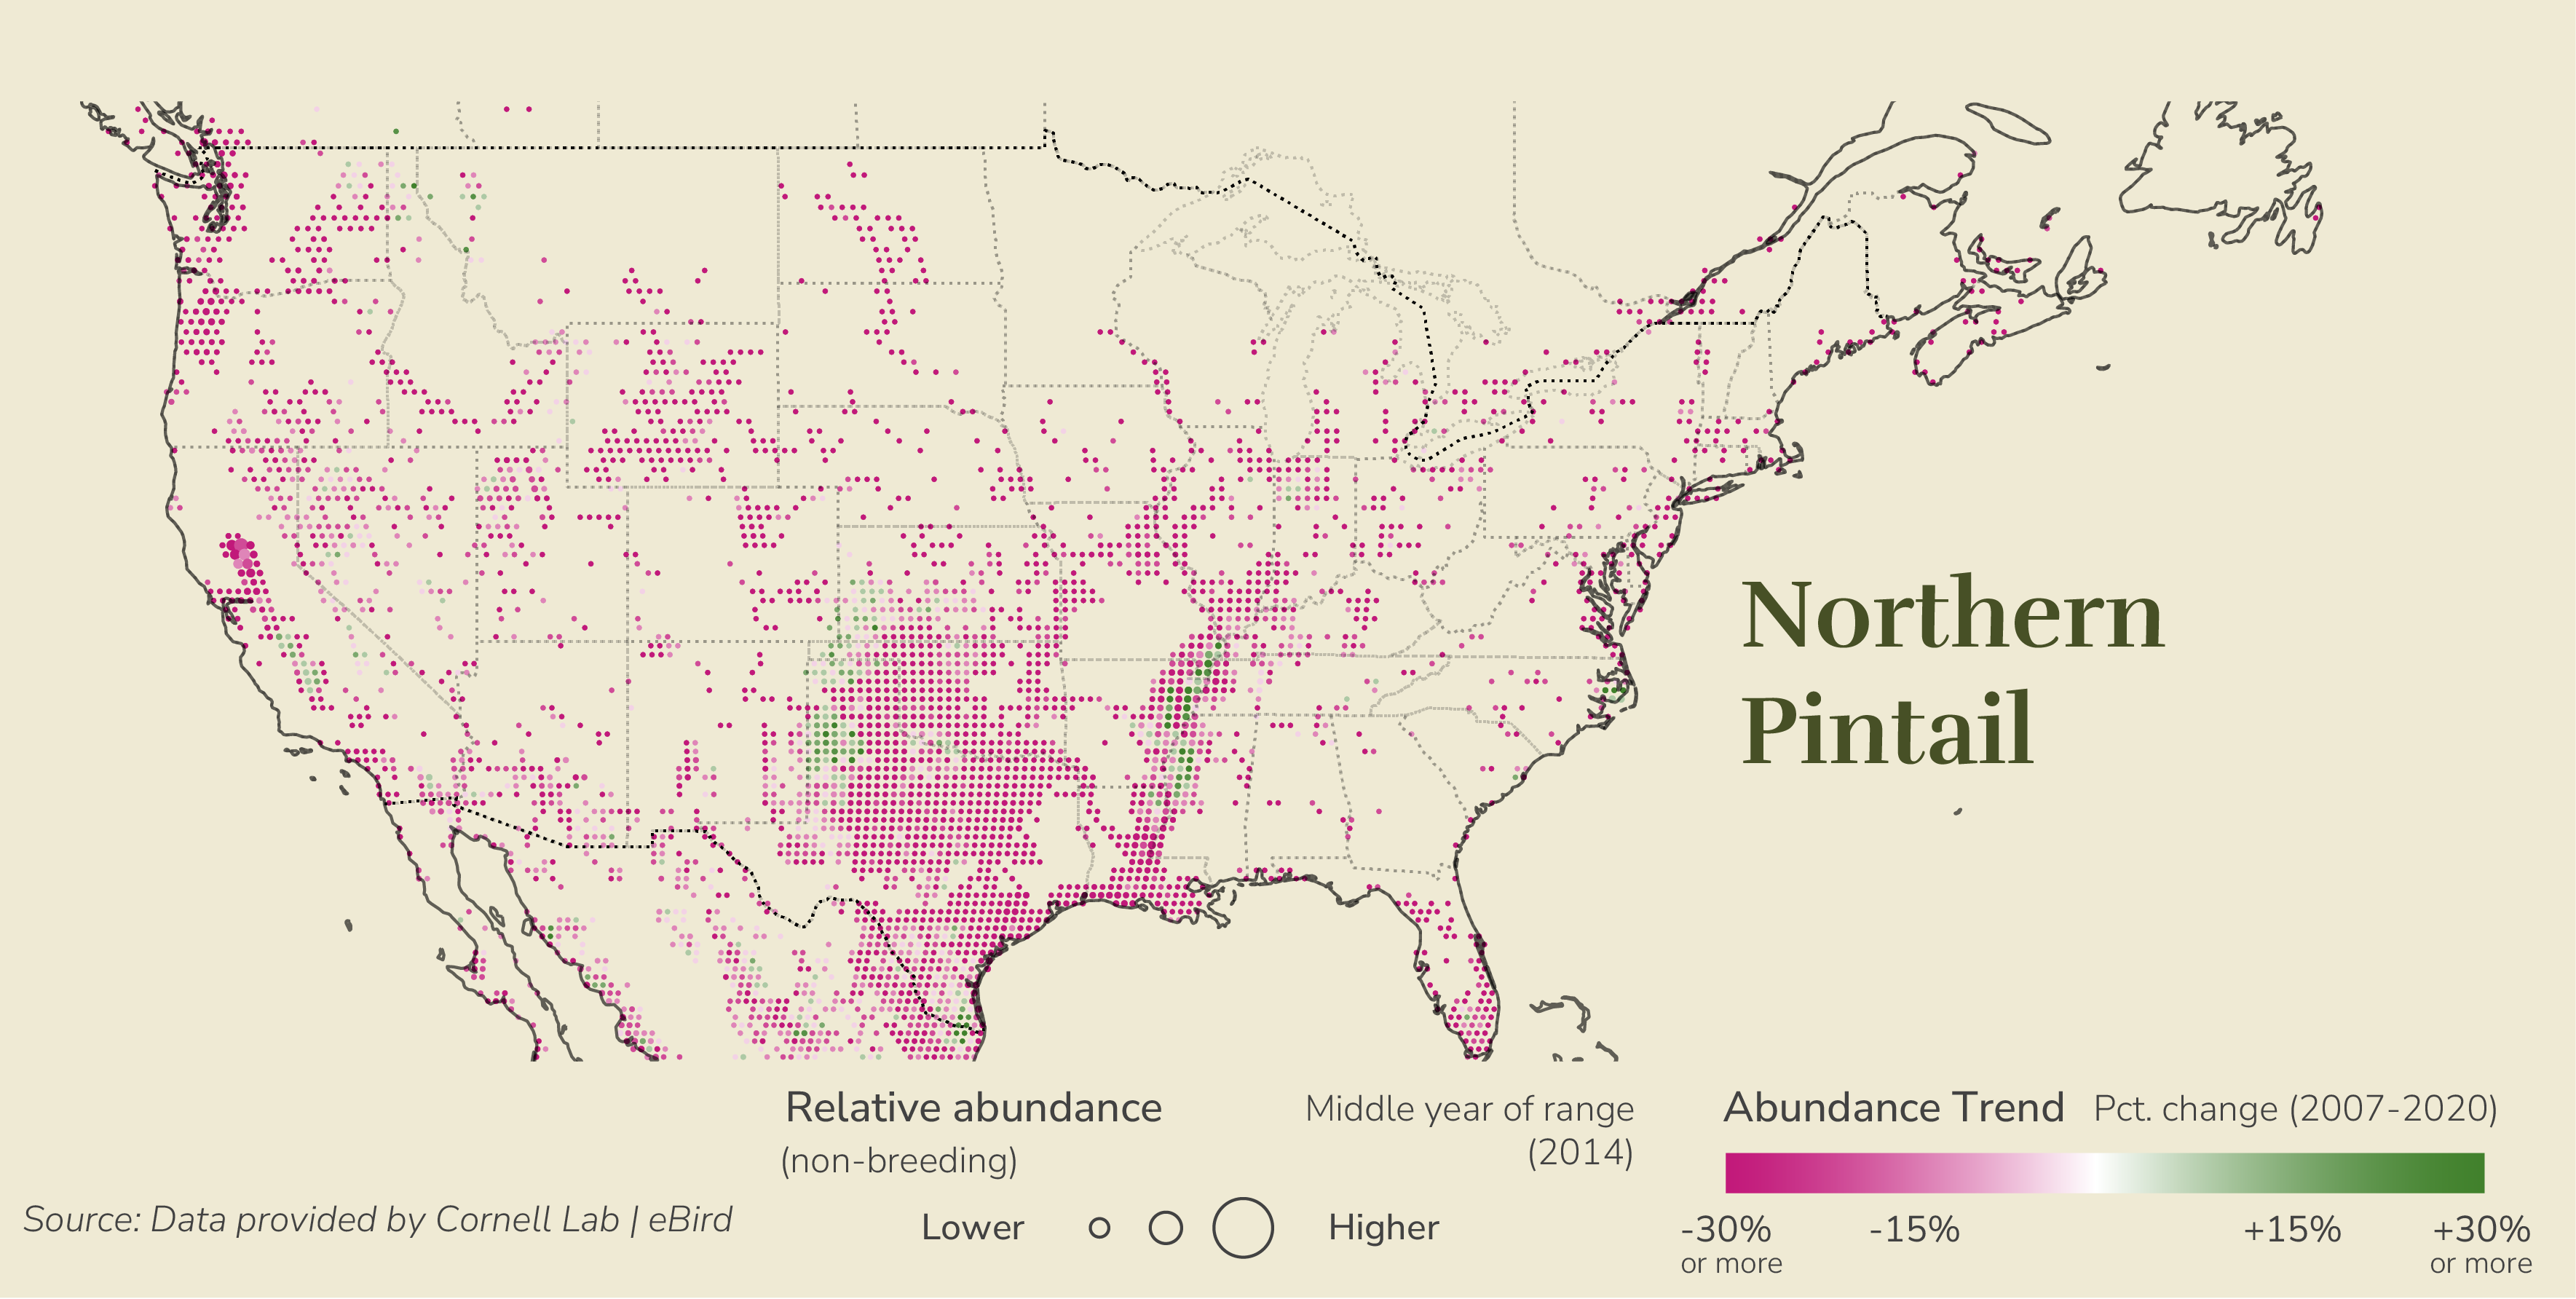 Northern
Pintail
Relative abundance
(non-breeding)
Middle year of range
(2014)
Abundance Trend Pct. change (2007-2020)
Source: Data provided by Cornell Lab | eBird
Lower Higher
-30% -15% +15% +30%
or more or more